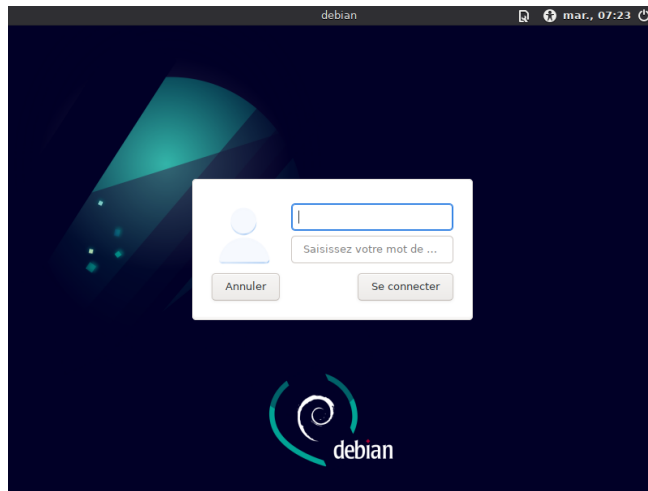 debian mar., 07:23
Saisissez votre mot de ...
Annuler Se connecter
debian